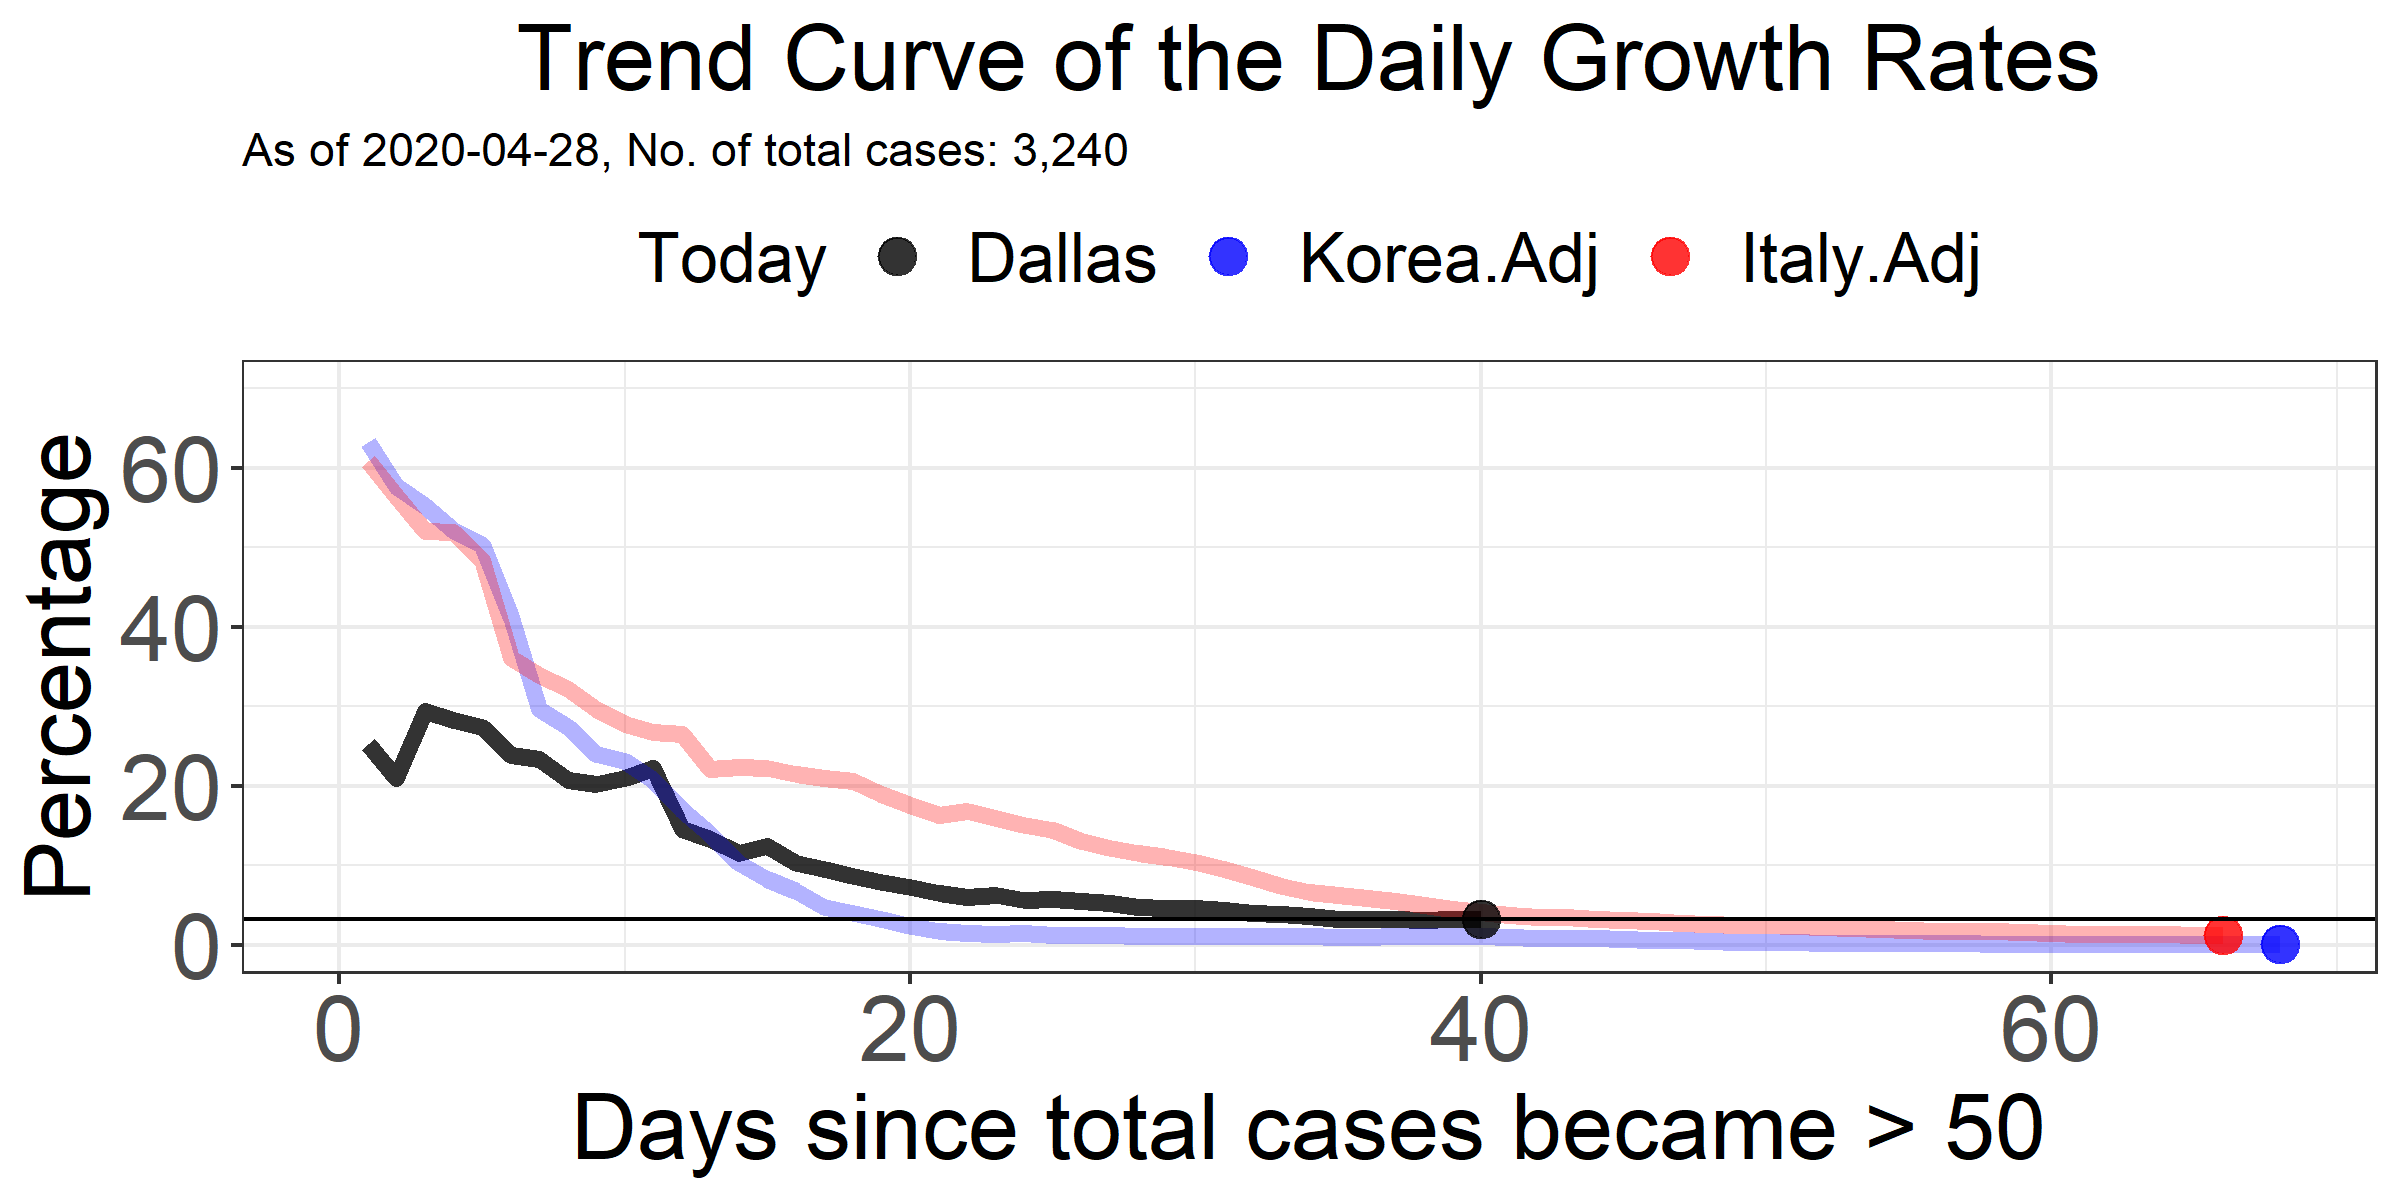 Trend Curve of the Daily Growth Rates
As of 2020-04-28, No. of total cases: 3,240
Today Dallas Korea.Adj Italy.Adj
Percentage
60
40
20
0
0 20 40 60
Days since total cases became > 50